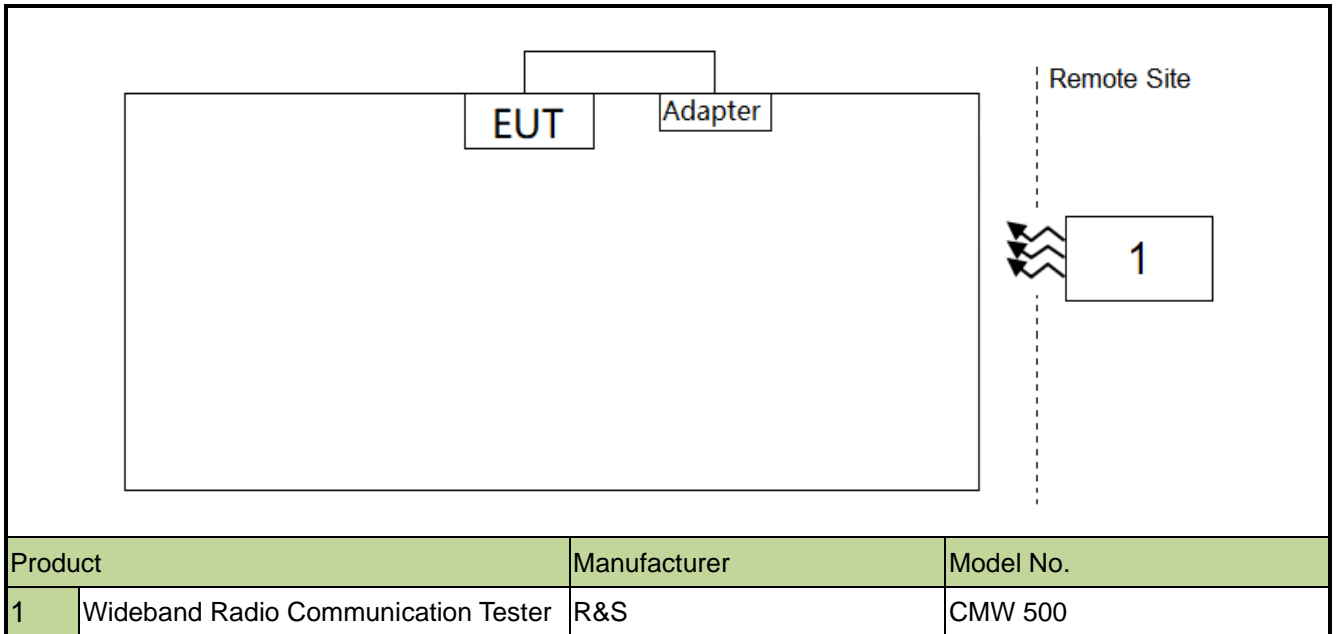 Remote Site
EUT
Adapter
1
Product Manufacturer Model No.
1 Wideband Radio Communication Tester R&S CMW 500